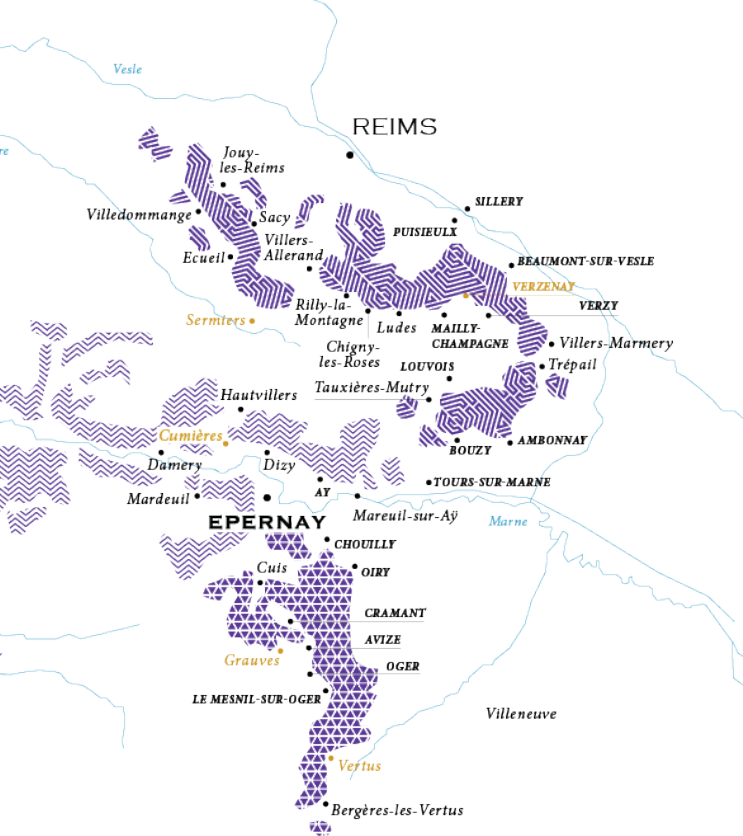 Vesle
REIMS
re
Jouy-
les-Reims
SILLERY
Villedommange
Sacy
PUISIEULX
Villers-
Allerand
Ecueil
BEAUMONT-SUR-VESLE
VERZENAY
Rilly-la-
Montagne
VERZY
Sermiers
Ludes
MAILLY-
CHAMPAGNE
Villers-Marmery
Chigny-
les-Roses
LOUVOIS
Trépail
Tauxières-Mutry
Hautvillers
Cumières
BOUZY
AMBONNAY
Damery
Dizy
TOURS-SUR-MARNE
AY
Mardeuil
Mareuil-sur-Aÿ
Marne
EPERNAY
CHOUILLY
Cuis
OIRY
CRAMANT
AVIZE
Grauves
OGER
LE MESNIL-SUR-OGER
Villeneuve
Vertus
Bergères-les-Vertus